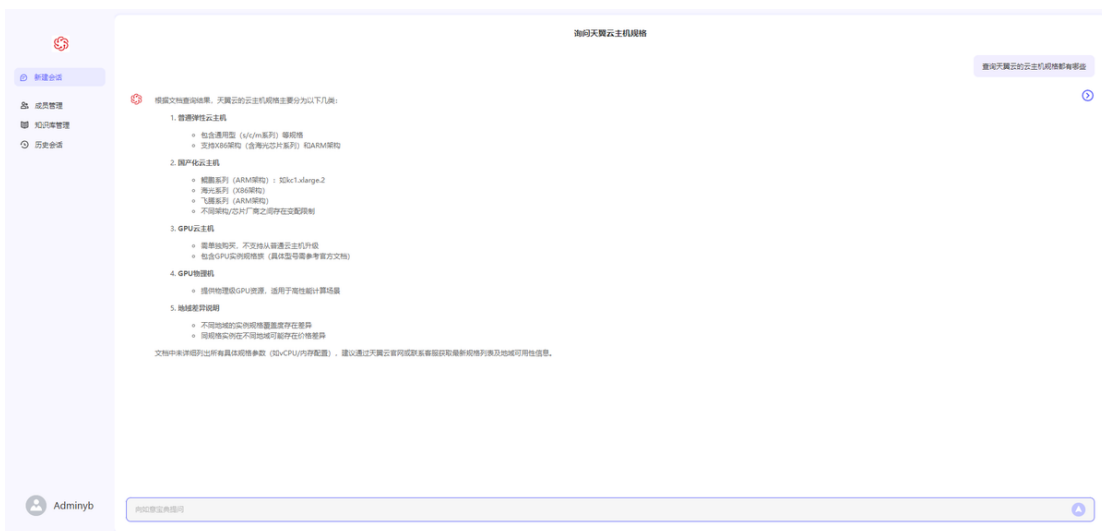 询问天翼云主机规格
查询天翼云的云主机规格都有哪些
新建会话
成员管理
知识库管理
历史会话
根据文档查询结果，天翼云的云主机规格主要分为以下几类：
1. 普通弹性云主机
包含通用型（s/c/m系列）等规格
支持X86架构（含海光芯片系列）和ARM架构
2. 国产化云主机
鲲鹏系列（ARM架构）：如kc1.xlarge.2
海光系列（X86架构）
飞腾系列（ARM架构）
不同架构/芯片厂商之间存在变配限制
3. GPU云主机
需单独购买，不支持从普通云主机升级
包含GPU实例规格族（具体型号需参考官方文档）
4. GPU物理机
提供物理级GPU资源，适用于高性能计算场景
5. 地域差异说明
不同地域的实例规格覆盖度存在差异
同规格实例在不同地域可能存在价格差异
文档中未详细列出所有具体规格参数（如vCPU/内存配置），建议通过天翼云官网或联系客服获取最新规格列表及地域可用性信息。
Adminyb
向如意宝典提问